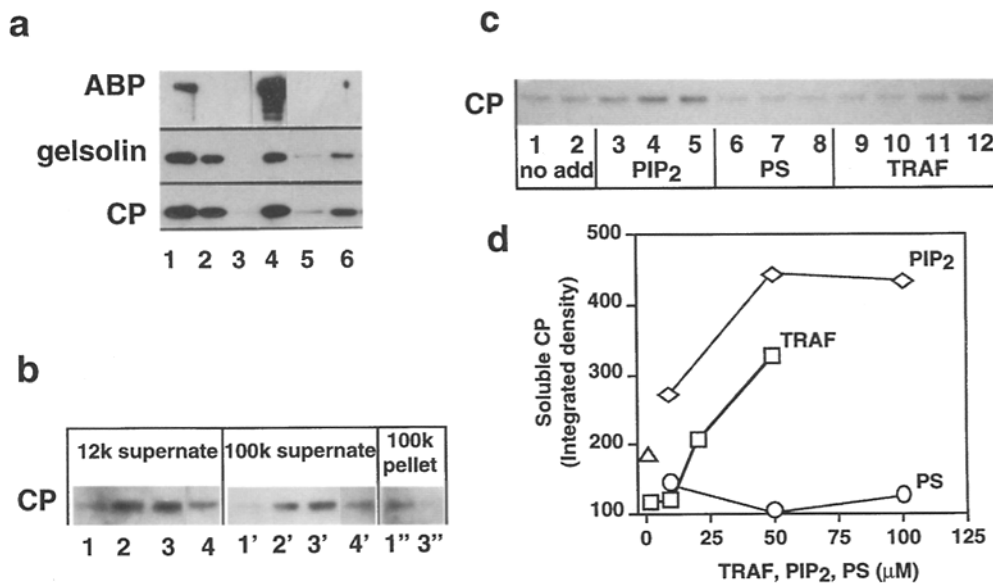 a
ABP
gelsolin
CP
1 2 3 4 5 6
b
12k supernate 100k supernate 100k pellet
CP
1 2 3 4 1' 2' 3' 4' 1" 3"
c
CP
1 2 3 4 5 6 7 8 9 10 11 12
no add PIP2 PS TRAF
d
500
400
300
200
100
Soluble CP
(Integrated density)
PIP2
TRAF
PS
0 25 50 75 100 125
TRAF, PIP2, PS (µM)